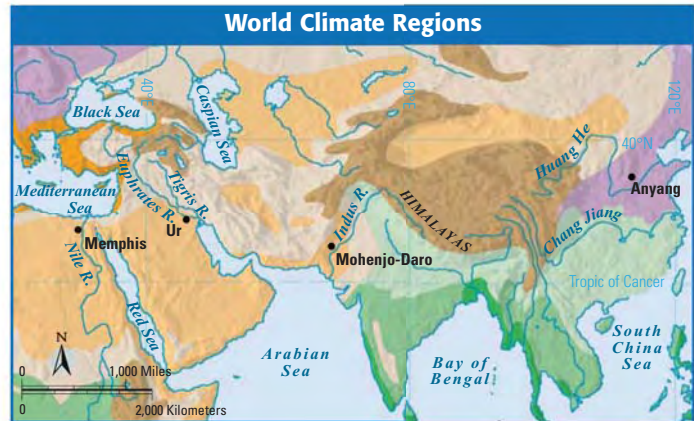 World Climate Regions
40°E
80°E
120°E
Black Sea
Caspian Sea
Huang He
40°N
Mediterranean
Sea
Euphrates R.
Tigris R.
Anyang
Ur
Indus R.
HIMALAYAS
Chang Jiang
Memphis
Mohenjo-Daro
Nile R.
Tropic of Cancer
Red Sea
N
Arabian
Sea
Bay of
Bengal
South
China
Sea
0 1,000 Miles
0 2,000 Kilometers